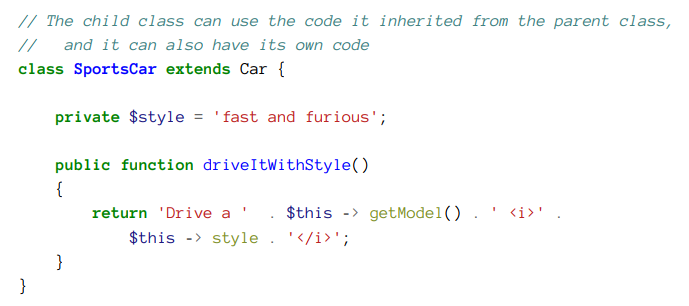 // The child class can use the code it inherited from the parent class,
//   and it can also have its own code
class SportsCar extends Car {
    private $style = 'fast and furious';
    public function driveItWithStyle()
    {
        return 'Drive a '  . $this -> getModel() . ' <i>' .
            $this -> style . '</i>';
    }
}